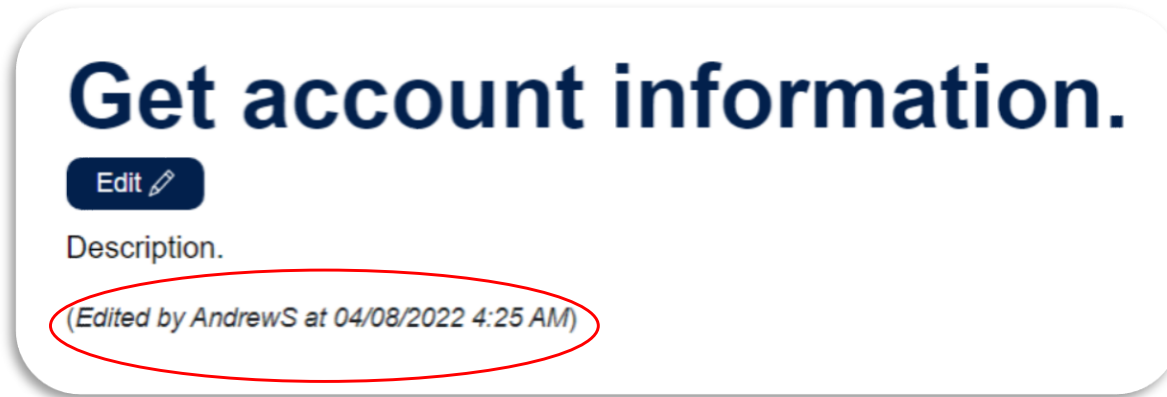 Get account information.
Edit
Description.
(Edited by AndrewS at 04/08/2022 4:25 AM)